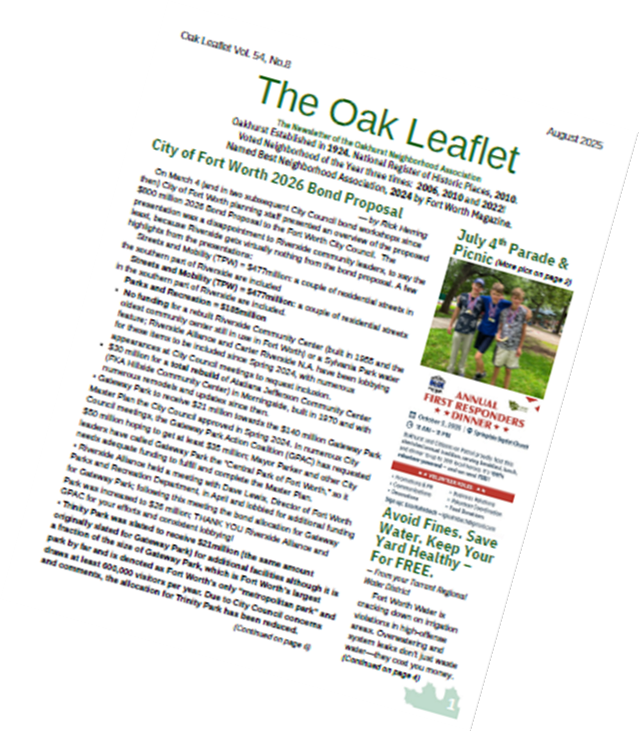 Oak Leaflet Vol. 54, No.8
August 2025
The Oak Leaflet
The Newsletter of the Oakhurst Neighborhood Association
Oakhurst Established in 1924. National Register of Historic Places, 2010.
Voted Neighborhood of the Year three times: 2006, 2010 and 2022!
Named Best Neighborhood Association, 2024 by Fort Worth Magazine.
City of Fort Worth 2026 Bond Proposal
— by Rick Herring
On March 4 (and in two subsequent City Council bond workshops since
then) City of Fort Worth planning staff presented an overview of the proposed
$800 million 2026 Bond Proposal to the Fort Worth City Council. The
presentation was a disappointment to Riverside community leaders, to say the
least, because Riverside gets virtually nothing from the bond proposal. A few
highlights from the presentations:
Streets and Mobility (TPW) = $477million: a couple of residential streets in
the southern part of Riverside are included
Streets and Mobility (TPW) = $477million: a couple of residential streets
in the southern part of Riverside are included.
Parks and Recreation = $185million
• No funding for a rebuilt Riverside Community Center (built in 1955 and the
oldest community center still in use in Fort Worth) or a Sylvania Park water
feature; Riverside Alliance and Carter Riverside N.A. have been lobbying
for these items to be included since Spring 2024, with numerous
appearances at City Council meetings to request inclusion.
• $30 million for a total rebuild of Atatiana Jefferson Community Center
(FKA Hillside Community Center) in Morningside, built in 1970 and with
numerous remodels and updates since then.
• Gateway Park to receive $21 million towards the $140 million Gateway Park
Master Plan the City Council approved in Spring 2024. In numerous City
Council meetings, the Gateway Park Action Coalition (GPAC) has requested
$50 million hoping to get at least $35 million; Mayor Parker and other City
leaders have called Gateway Park the "Central Park of Fort Worth," so it
needs adequate funding to fulfill and complete the Master Plan.
• Riverside Alliance held a meeting with Dave Lewis, Director of Fort Worth
Parks and Recreation Department, in April and lobbied for additional funding
for Gateway Park; following this meeting the bond allocation for Gateway
Park was increased to $28 million; THANK YOU Riverside Alliance and
GPAC for your efforts and consistent lobbying!
• Trinity Park was slated to receive $21million (the same amount
originally slated for Gateway Park) for additional facilities although it is
a fraction of the size of Gateway Park, which is Fort Worth's largest
park by far and is denoted as Fort Worth's only "metropolitan park" and
draws at least 600,000 visitors per year. Due to City Council concerns
and comments, the allocation for Trinity Park has been reduced.
(Continued on page 6)
July 4th Parade &
Picnic (More pics on page 2)
ANNUAL
FIRST RESPONDERS
DINNER
October 5, 2025
11 AM - 3 PM
VOLUNTEER ROLES
Avoid Fines. Save
Water. Keep Your
Yard Healthy –
For FREE.
— From your Tarrant Regional
Water District
Fort Worth Water is
cracking down on irrigation
violations in high-offense
areas. Overwatering and
system leaks don't just waste
water—they cost you money.
(Continued on page 4)
1